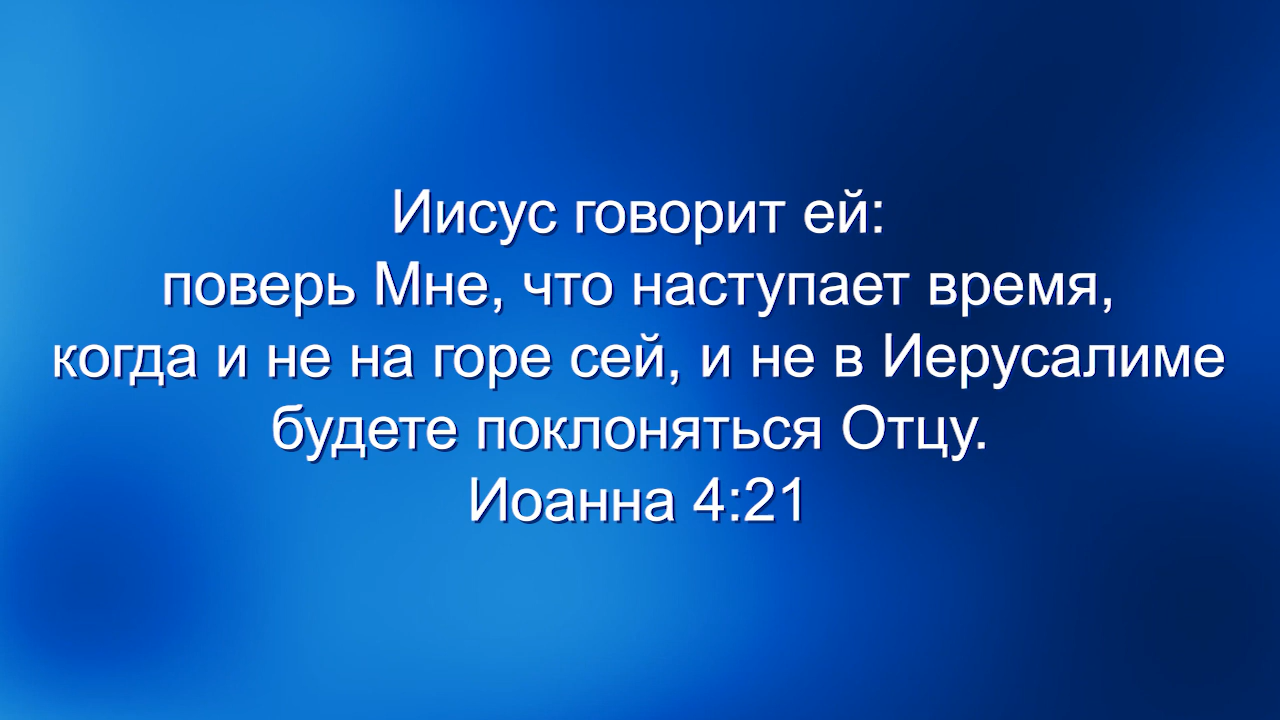 Иисус говорит ей:
поверь Мне, что наступает время,
когда и не на горе сей, и не в Иерусалиме
будете поклоняться Отцу.
Иоанна 4:21